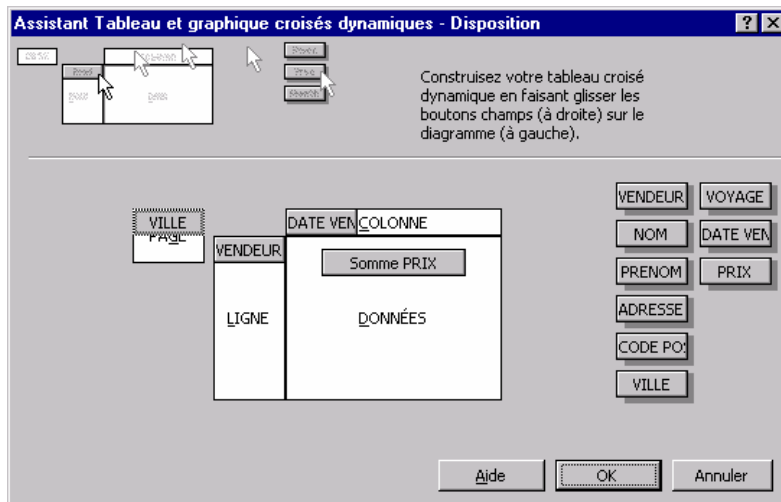 Assistant Tableau et graphique croisés dynamiques - Disposition
Construisez votre tableau croisé
dynamique en faisant glisser les
boutons champs (à droite) sur le
diagramme (à gauche).
VILLE
PAGE
DATE VEN
COLONNE
VENDEUR
Somme PRIX
LIGNE
DONNÉES
VENDEUR
VOYAGE
NOM
DATE VEN
PRENOM
PRIX
ADRESSE
CODE PO
VILLE
Aide
OK
Annuler